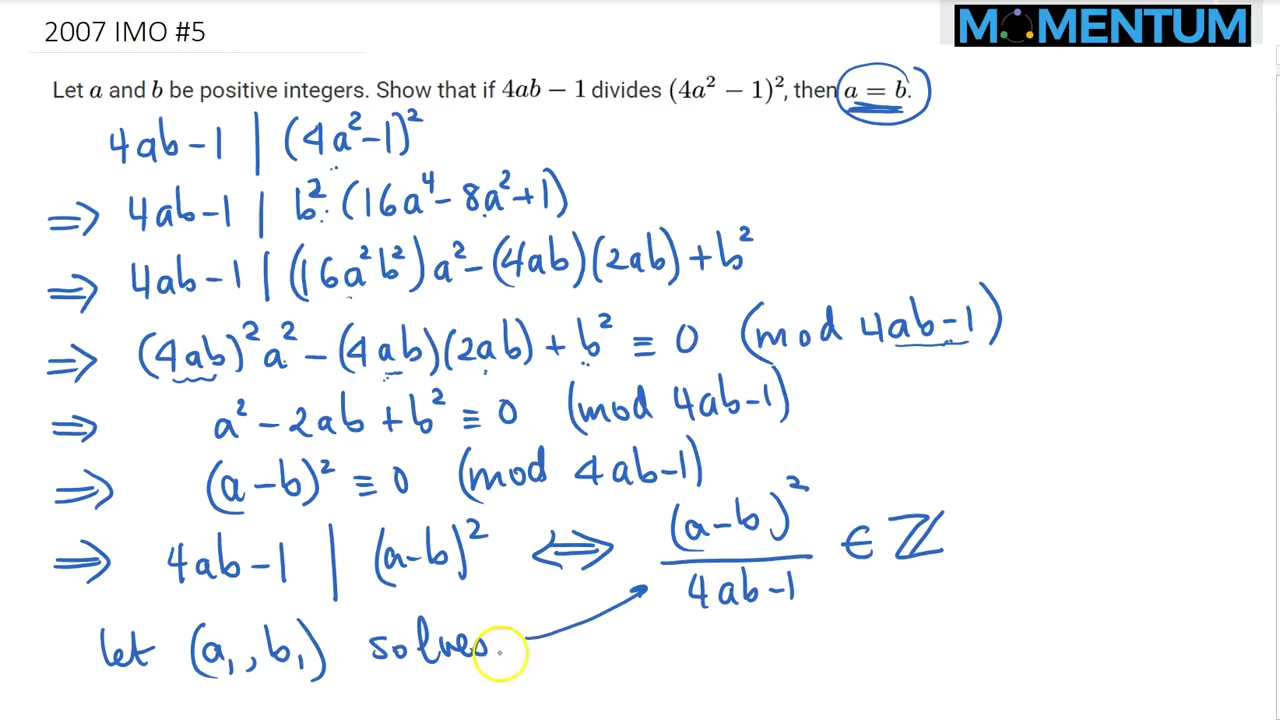 2007 IMO #5
MOMENTUM
Let a and b be positive integers. Show that if 4ab − 1 divides (4a² − 1)², then a = b.
4ab-1 | (4a²-1)²
⇒ 4ab-1 | b²·(16a⁴-8a²+1)
⇒ 4ab-1 | (16a²b²)a²-(4ab)(2ab)+b²
⇒ (4ab)²a²-(4ab)(2ab)+b² ≡ 0 (mod 4ab-1)
⇒ a²-2ab+b² ≡ 0 (mod 4ab-1)
⇒ (a-b)² ≡ 0 (mod 4ab-1)
⇒ 4ab-1 | (a-b)² ⇔ (a-b)²/4ab-1 ∈ ℤ
let (a₁, b₁) solves